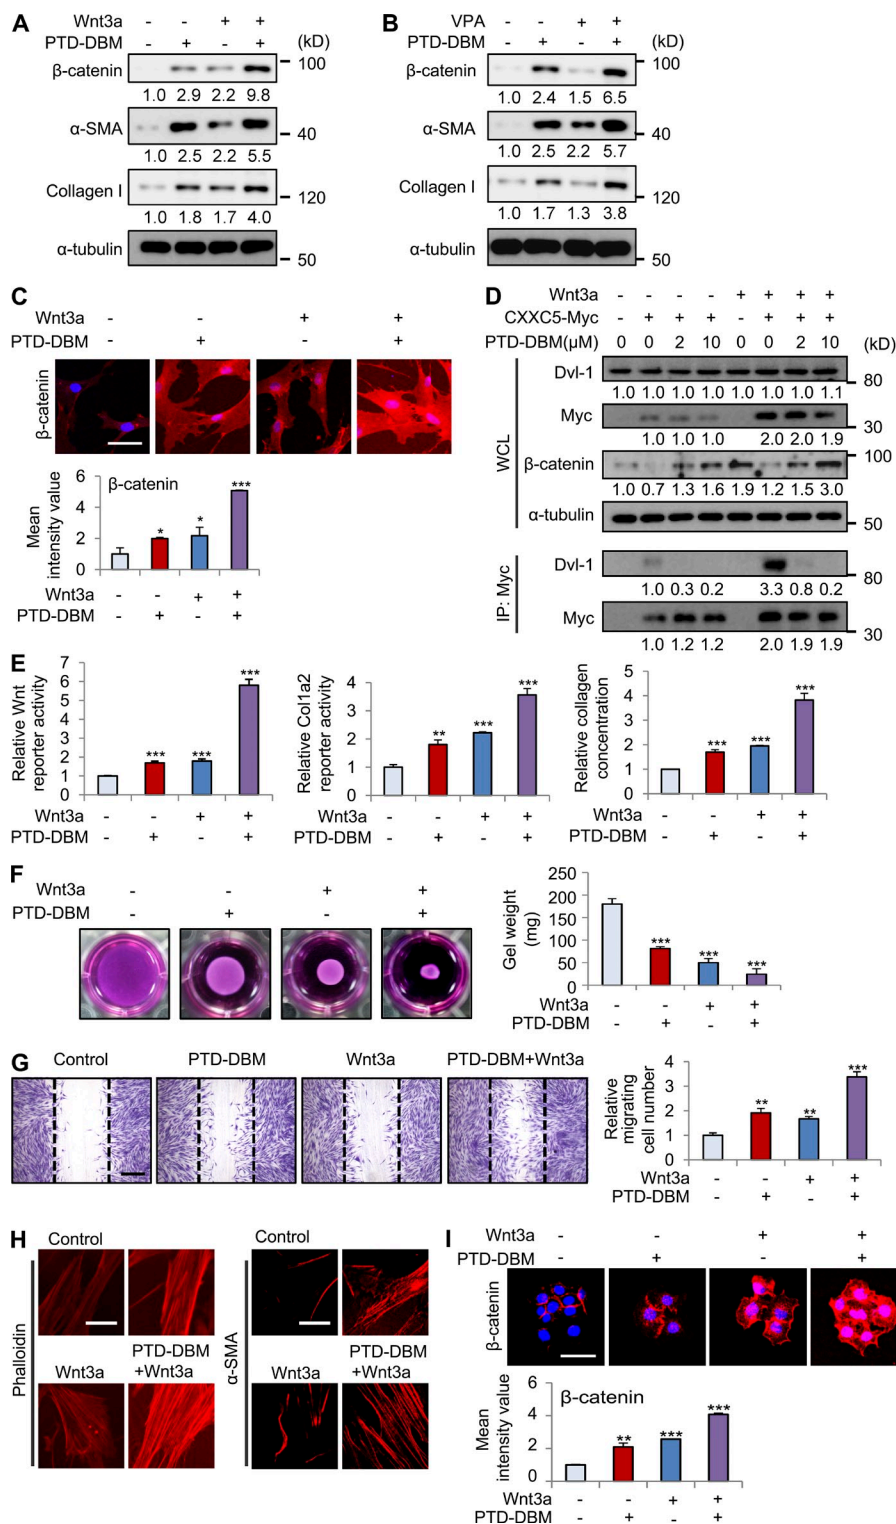 A
Wnt3a - - + +
PTD-DBM - + - + (kD)
β-catenin 100
1.0 2.9 2.2 9.8
α-SMA 40
1.0 2.5 2.2 5.5
Collagen I 120
1.0 1.8 1.7 4.0
α-tubulin 50
B
VPA - - + +
PTD-DBM - + - + (kD)
β-catenin 100
1.0 2.4 1.5 6.5
α-SMA 40
1.0 2.5 2.2 5.7
Collagen I 120
1.0 1.7 1.3 3.8
α-tubulin 50
C
Wnt3a - - + +
PTD-DBM - + - +
β-catenin
β-catenin
Mean intensity value
6
4
2
0
* * ***
Wnt3a - - + +
PTD-DBM - + - +
D
Wnt3a - - - - + + + +
CXXC5-Myc - + + + - + + +
PTD-DBM(μM) 0 0 2 10 0 0 2 10 (kD)
WCL
Dvl-1 80
1.0 1.0 1.0 1.0 1.0 1.0 1.0 1.1
Myc 30
1.0 1.0 1.0 2.0 2.0 1.9
β-catenin 100
1.0 0.7 1.3 1.6 1.9 1.2 1.5 3.0
α-tubulin 50
IP: Myc
Dvl-1 80
1.0 0.3 0.2 3.3 0.8 0.2
Myc 30
1.0 1.2 1.2 2.0 1.9 1.9
E
Relative Wnt
reporter activity
7
6
5
4
3
2
1
0
*** *** ***
Wnt3a - - + +
PTD-DBM - + - +
Relative Col1a2
reporter activity
4
3
2
1
0
** *** ***
Wnt3a - - + +
PTD-DBM - + - +
Relative collagen
concentration
5
4
3
2
1
0
*** *** ***
Wnt3a - - + +
PTD-DBM - + - +
F
Wnt3a - - + +
PTD-DBM - + - +
Gel weight
(mg)
250
200
150
100
50
0
*** *** ***
Wnt3a - - + +
PTD-DBM - + - +
G
Control PTD-DBM Wnt3a PTD-DBM+Wnt3a
Relative
migrating
cell number
4
3
2
1
0
** ** ***
Wnt3a - - + +
PTD-DBM - + - +
H
Phalloidin
Control
Wnt3a
PTD-DBM
+Wnt3a
α-SMA
Control
Wnt3a
PTD-DBM
+Wnt3a
I
Wnt3a - - + +
PTD-DBM - + - +
β-catenin
β-catenin
Mean
intensity value
6
4
2
0
** *** ***
Wnt3a - - + +
PTD-DBM - + - +